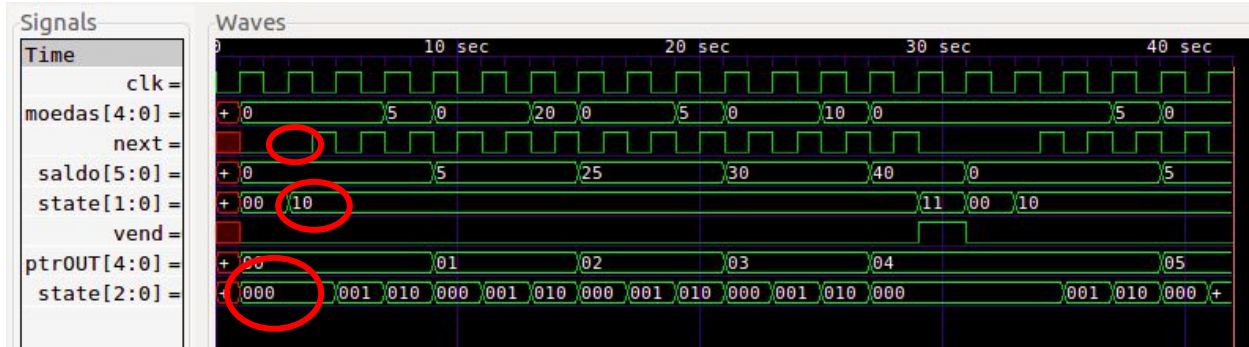 Signals Waves
Time 0 10 sec 20 sec 30 sec 40 sec
clk =
moedas[4:0] = + 0 5 0 20 0 5 0 10 0 5 0
next =
saldo[5:0] = + 0 5 25 30 40 0 5
state[1:0] = + 00 10 11 00 10
vend =
ptrOUT[4:0] = + 00 01 02 03 04 05
state[2:0] = + 000 001 010 000 001 010 000 001 010 000 001 010 000 001 010 000 +